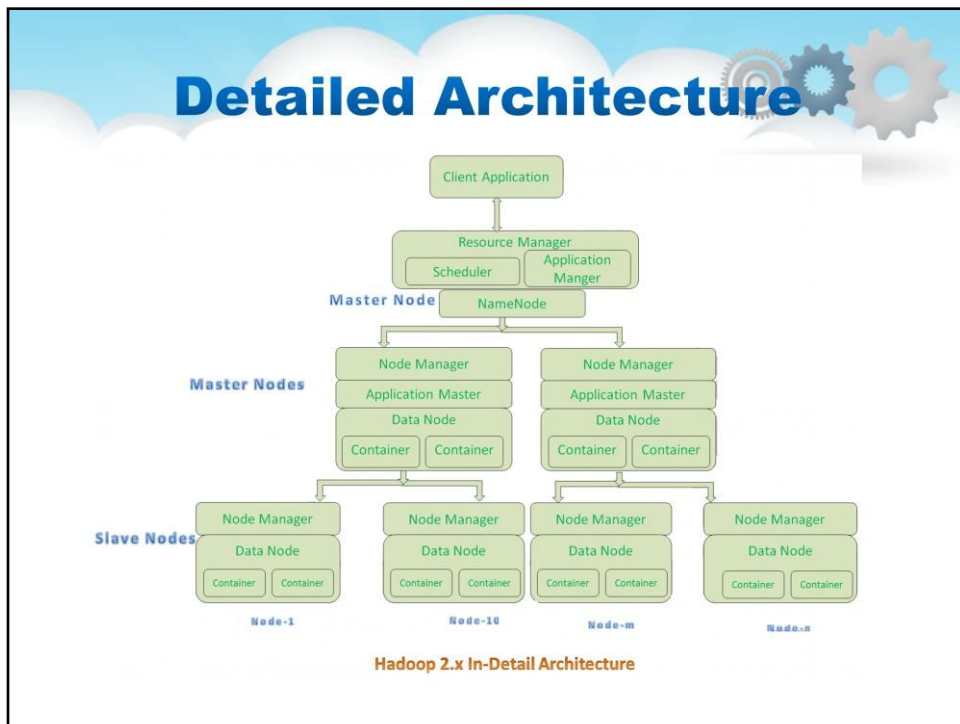 Detailed Architecture
Client Application
Resource Manager
Scheduler
Application
Manger
Master Node
NameNode
Master Nodes
Node Manager
Application Master
Data Node
Container Container
Node Manager
Application Master
Data Node
Container Container
Slave Nodes
Node Manager
Data Node
Container Container
Node-1
Node Manager
Data Node
Container Container
Node-10
Node Manager
Data Node
Container Container
Node-m
Node Manager
Data Node
Container Container
Node-n
Hadoop 2.x In-Detail Architecture